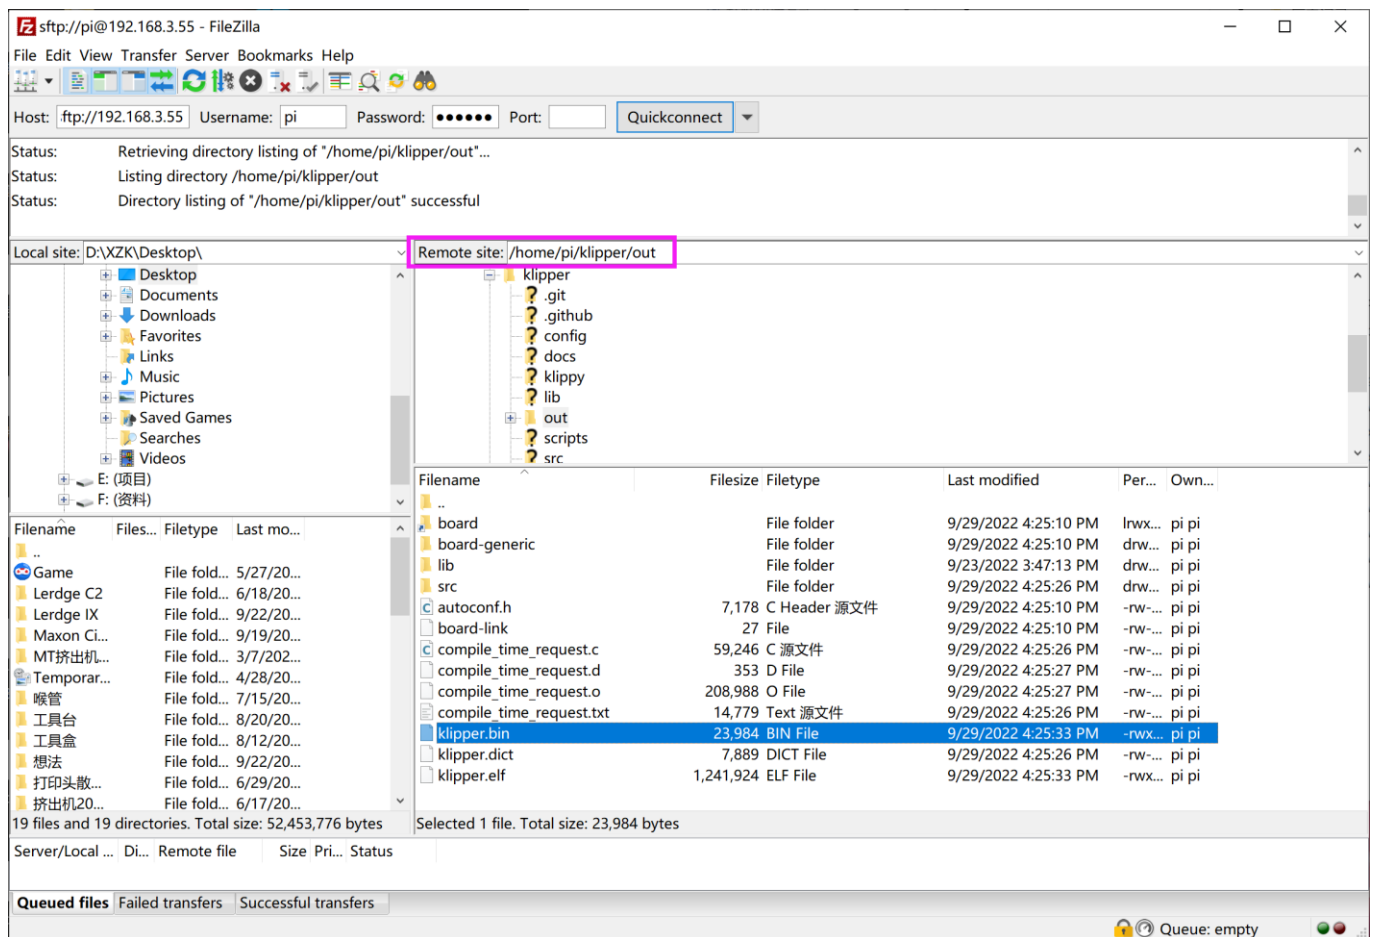 sftp://pi@192.168.3.55 - FileZilla
File Edit View Transfer Server Bookmarks Help
Host: ftp://192.168.3.55 Username: pi Password: ●●●●●● Port: Quickconnect
Status: Retrieving directory listing of "/home/pi/klipper/out"...
Status: Listing directory /home/pi/klipper/out
Status: Directory listing of "/home/pi/klipper/out" successful
Local site: D:\XZK\Desktop\
Desktop
Documents
Downloads
Favorites
Links
Music
Pictures
Saved Games
Searches
Videos
E: (项目)
F: (资料)
Filename Files... Filetype Last mo...
..
Game File fold... 5/27/20...
Lerdge C2 File fold... 6/18/20...
Lerdge IX File fold... 9/22/20...
Maxon Ci... File fold... 9/19/20...
MT挤出机... File fold... 3/7/202...
Temporar... File fold... 4/28/20...
喉管 File fold... 7/15/20...
工具台 File fold... 8/20/20...
工具盒 File fold... 8/12/20...
想法 File fold... 9/22/20...
打印头散... File fold... 6/29/20...
挤出机20... File fold... 6/17/20...
19 files and 19 directories. Total size: 52,453,776 bytes
Remote site: /home/pi/klipper/out
klipper
.git
.github
config
docs
klippy
lib
out
scripts
src
Filename Filesize Filetype Last modified Per... Own...
..
board File folder 9/29/2022 4:25:10 PM lrwx... pi pi
board-generic File folder 9/29/2022 4:25:10 PM drw... pi pi
lib File folder 9/23/2022 3:47:13 PM drw... pi pi
src File folder 9/29/2022 4:25:26 PM drw... pi pi
autoconf.h 7,178 C Header 源文件 9/29/2022 4:25:10 PM -rw-... pi pi
board-link 27 File 9/29/2022 4:25:10 PM -rw-... pi pi
compile_time_request.c 59,246 C 源文件 9/29/2022 4:25:26 PM -rw-... pi pi
compile_time_request.d 353 D File 9/29/2022 4:25:27 PM -rw-... pi pi
compile_time_request.o 208,988 O File 9/29/2022 4:25:27 PM -rw-... pi pi
compile_time_request.txt 14,779 Text 源文件 9/29/2022 4:25:26 PM -rw-... pi pi
klipper.bin 23,984 BIN File 9/29/2022 4:25:33 PM -rwx... pi pi
klipper.dict 7,889 DICT File 9/29/2022 4:25:26 PM -rw-... pi pi
klipper.elf 1,241,924 ELF File 9/29/2022 4:25:33 PM -rwx... pi pi
Selected 1 file. Total size: 23,984 bytes
Server/Local ... Di... Remote file Size Pri... Status
Queued files Failed transfers Successful transfers
Queue: empty